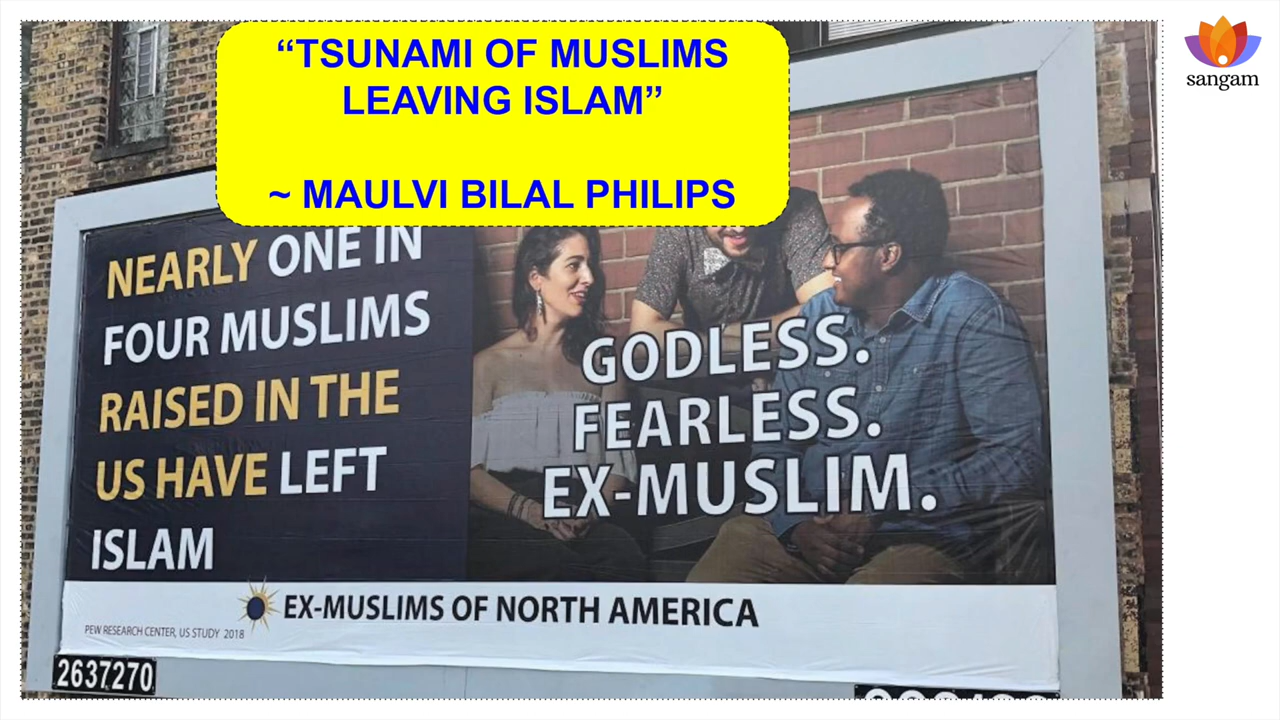 “TSUNAMI OF MUSLIMS
LEAVING ISLAM”
~ MAULVI BILAL PHILIPS
sangam
NEARLY ONE IN
FOUR MUSLIMS
RAISED IN THE
US HAVE LEFT
ISLAM
GODLESS.
FEARLESS.
EX-MUSLIM.
EX-MUSLIMS OF NORTH AMERICA
PEW RESEARCH CENTER, US STUDY 2018
2637270